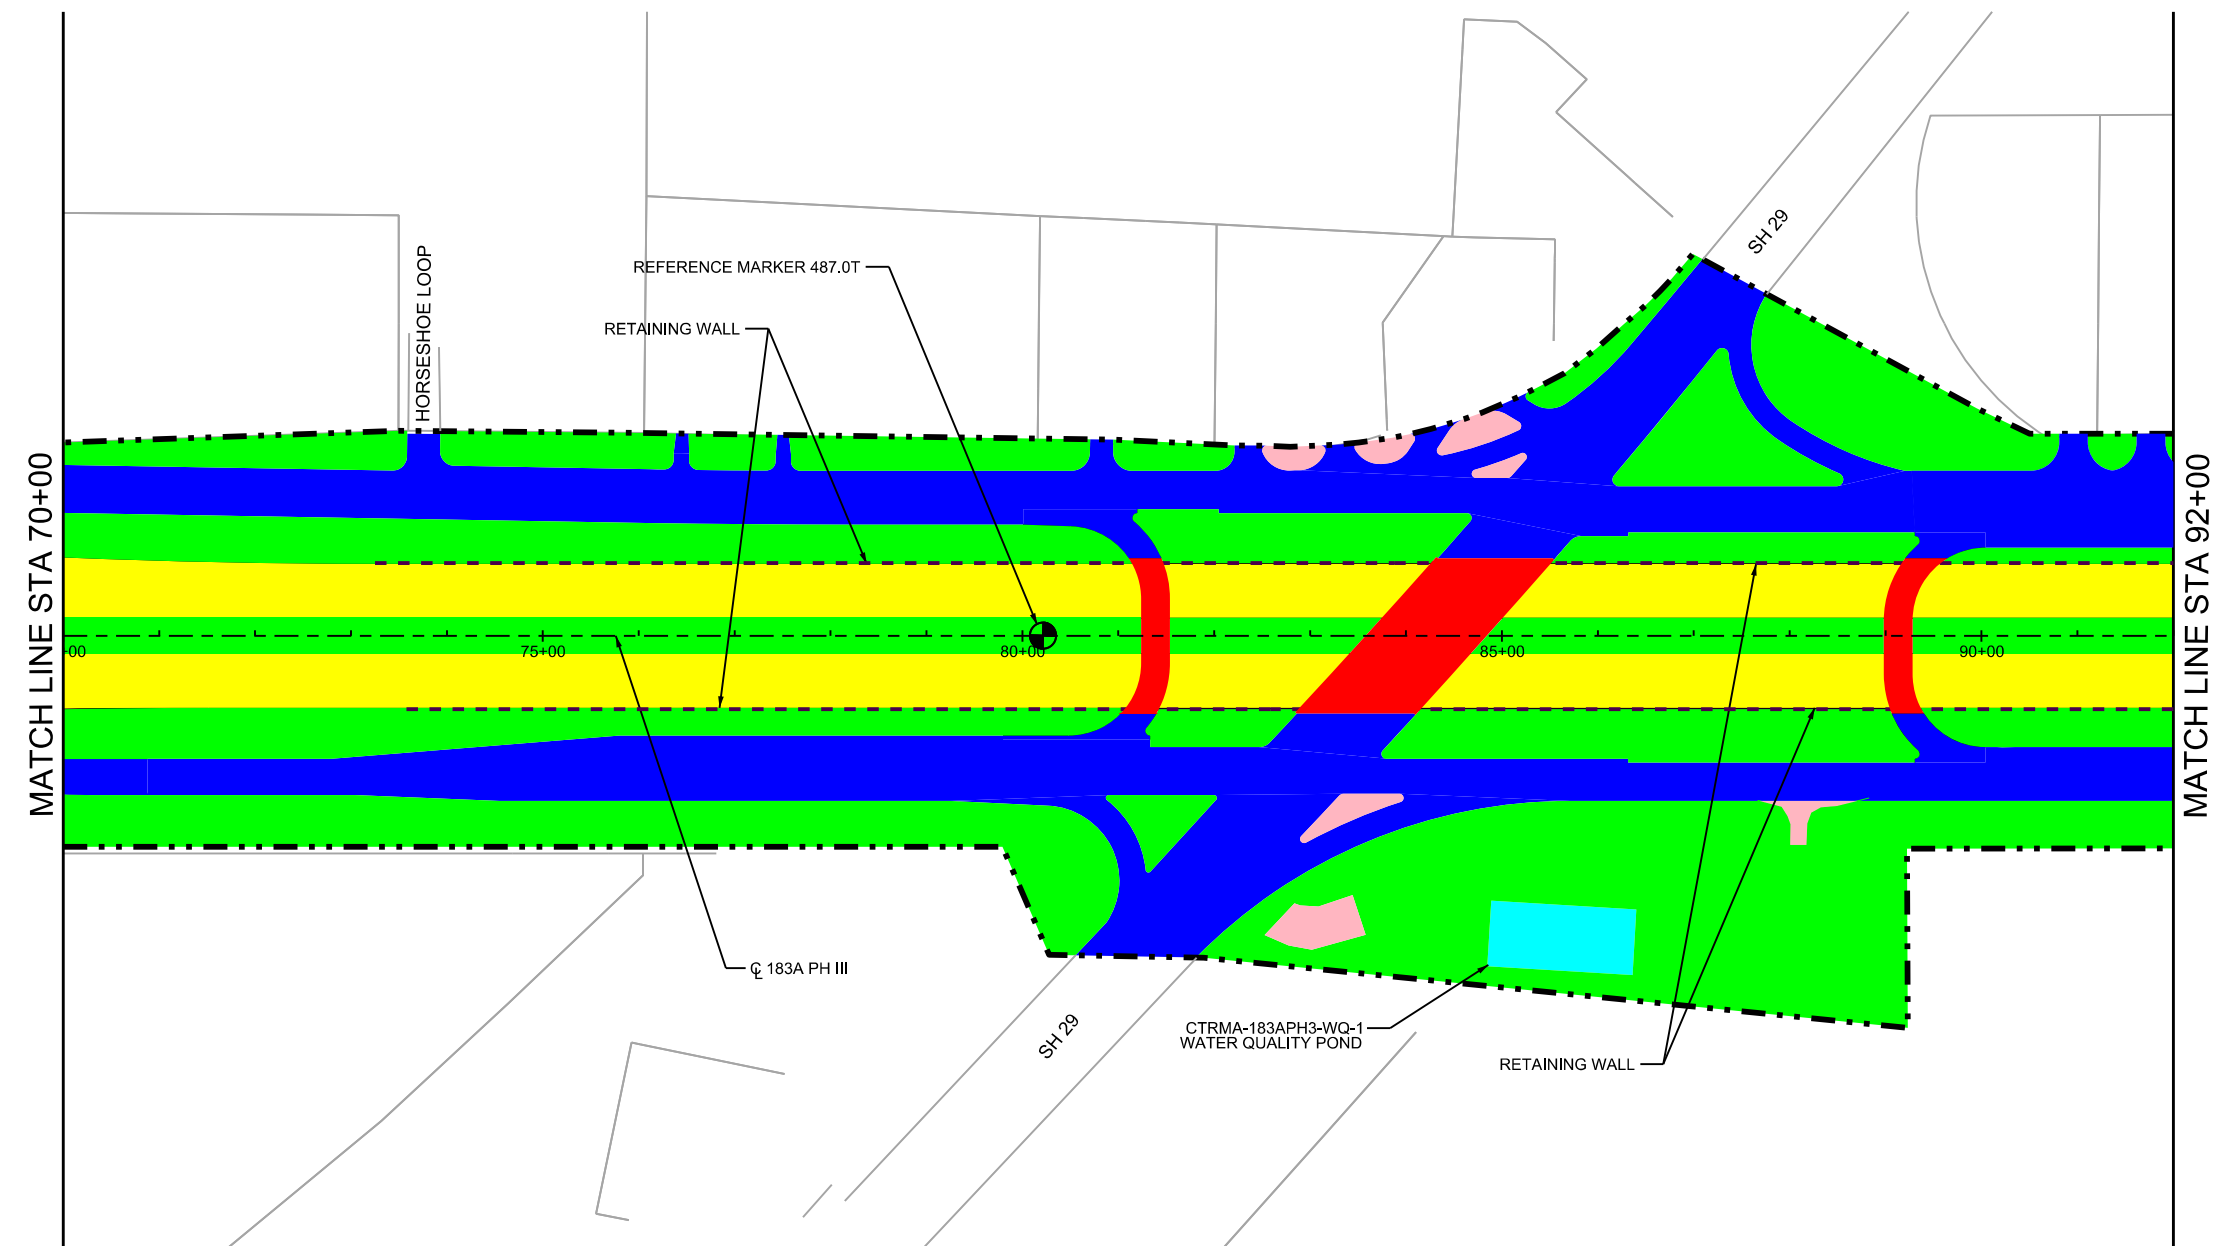 SH 29
HORSESHOE LOOP
REFERENCE MARKER 487.0T
RETAINING WALL
MATCH LINE STA 70+00
MATCH LINE STA 92+00
+00
75+00
80+00
85+00
90+00
℄ 183A PH III
SH 29
CTRMA-183APH3-WQ-1
WATER QUALITY POND
RETAINING WALL